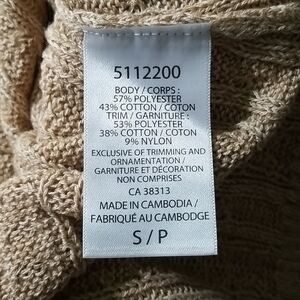 5112200
BODY / CORPS :
57% POLYESTER
43% COTTON / COTON
TRIM / GARNITURE :
53% POLYESTER
38% COTTON / COTON
9% NYLON
EXCLUSIVE OF TRIMMING AND
ORNAMENTATION /
GARNITURE ET DÉCORATION
NON COMPRISES
CA 38313
MADE IN CAMBODIA /
FABRIQUÉ AU CAMBODGE
S / P